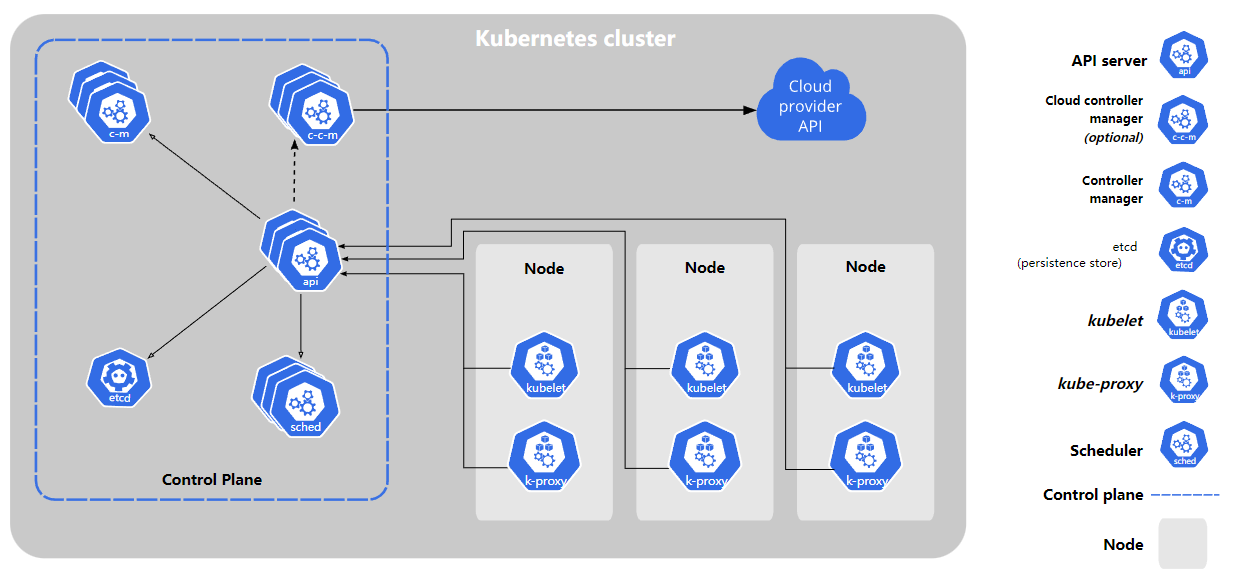 Kubernetes cluster
c-m
c-c-m
Cloud
provider
API
api
etcd
sched
Control Plane
Node
kubelet
k-proxy
Node
kubelet
k-proxy
Node
kubelet
k-proxy
API server
api
Cloud controller
manager
(optional)
c-c-m
Controller
manager
c-m
etcd
(persistence store)
etcd
kubelet
kubelet
kube-proxy
k-proxy
Scheduler
sched
Control plane
Node